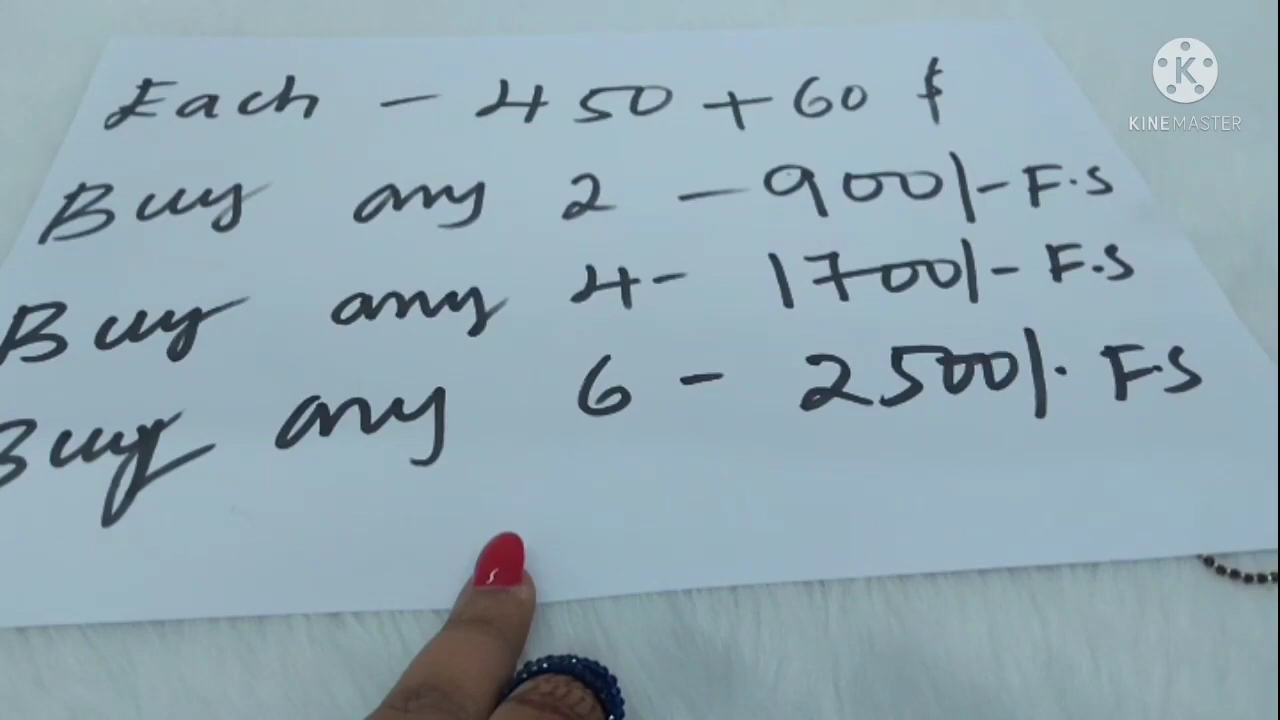 Each - 450 + 60 $
Buy any 2 - 900/- F.S
Buy any 4 - 1700/- F.S
Buy any 6 - 2500/. F.S
K
KINEMASTER